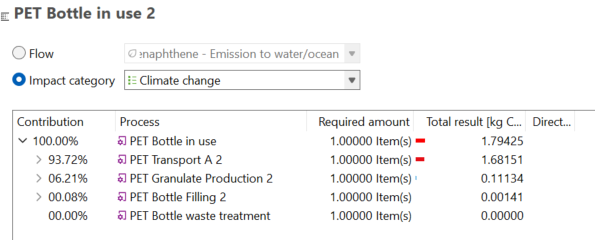 PET Bottle in use 2
Flow :enaphthene - Emission to water/ocean
Impact category Climate change
Contribution Process Required amount Total result [kg C... Direct...
100.00% PET Bottle in use 1.00000 Item(s) 1.79425
93.72% PET Transport A 2 1.00000 Item(s) 1.68151
06.21% PET Granulate Production 2 1.00000 Item(s) 0.11134
00.08% PET Bottle Filling 2 1.00000 Item(s) 0.00141
00.00% PET Bottle waste treatment 1.00000 Item(s) 0.00000